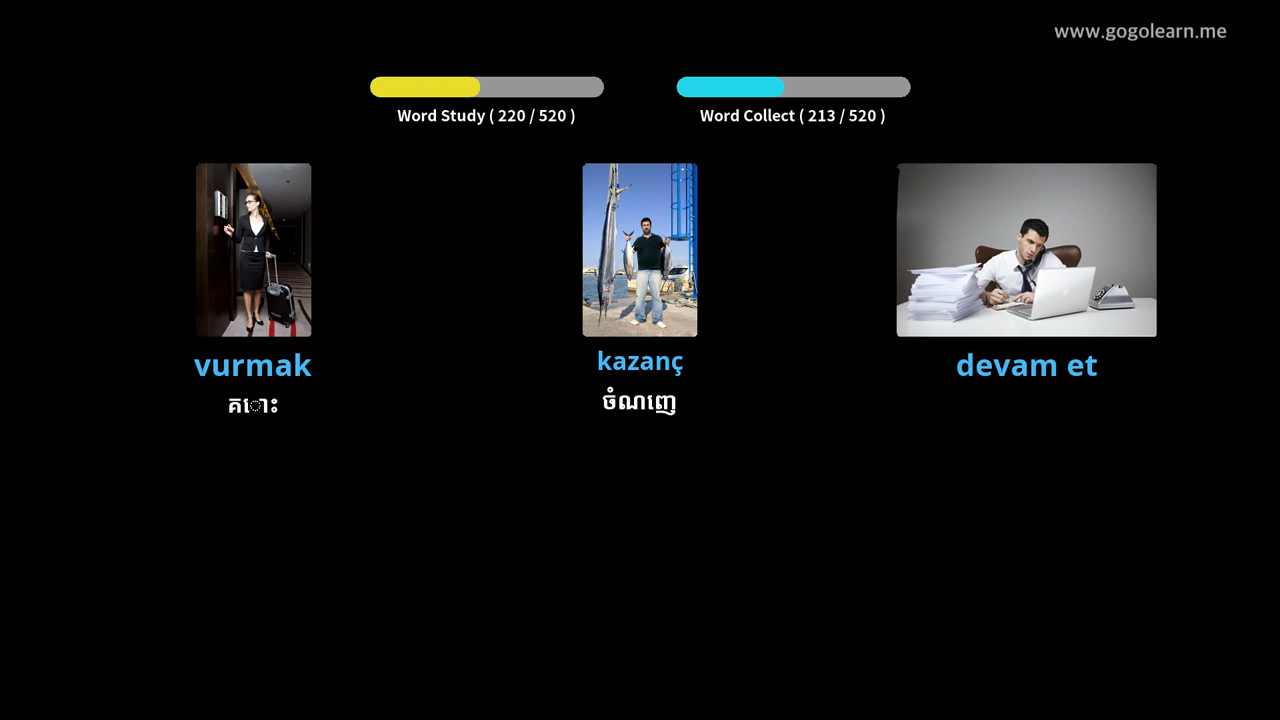 www.gogolearn.me
Word Study ( 220 / 520 )
Word Collect ( 213 / 520 )
vurmak
គោះ
kazanç
ចំណញេ
devam et